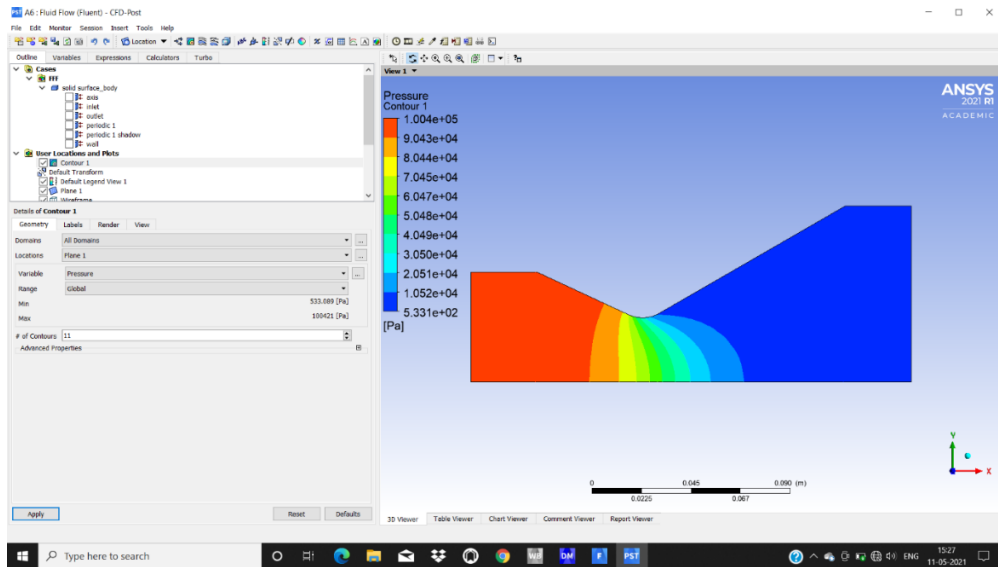 A6 : Fluid Flow (Fluent) - CFD-Post
File Edit Monitor Session Insert Tools Help
Location
Outline Variables Expressions Calculators Turbo
Cases
FFF
solid surface_body
axis
inlet
outlet
periodic 1
periodic 1 shadow
wall
User Locations and Plots
Contour 1
Default Transform
Default Legend View 1
Plane 1
Wireframe
Details of Contour 1
Geometry Labels Render View
Domains All Domains ...
Locations Plane 1 ...
Variable Pressure ...
Range Global
Min 533.089 [Pa]
Max 100421 [Pa]
# of Contours 11
Advanced Properties
Apply Reset Defaults
View 1
Pressure
Contour 1
1.004e+05
9.043e+04
8.044e+04
7.045e+04
6.047e+04
5.048e+04
4.049e+04
3.050e+04
2.051e+04
1.052e+04
5.331e+02
[Pa]
ANSYS
2021 R1
ACADEMIC
Y
X
0 0.045 0.090 (m)
0.0225 0.067
3D Viewer Table Viewer Chart Viewer Comment Viewer Report Viewer
Type here to search
WB DM F PST
ENG
15:27
11-05-2021